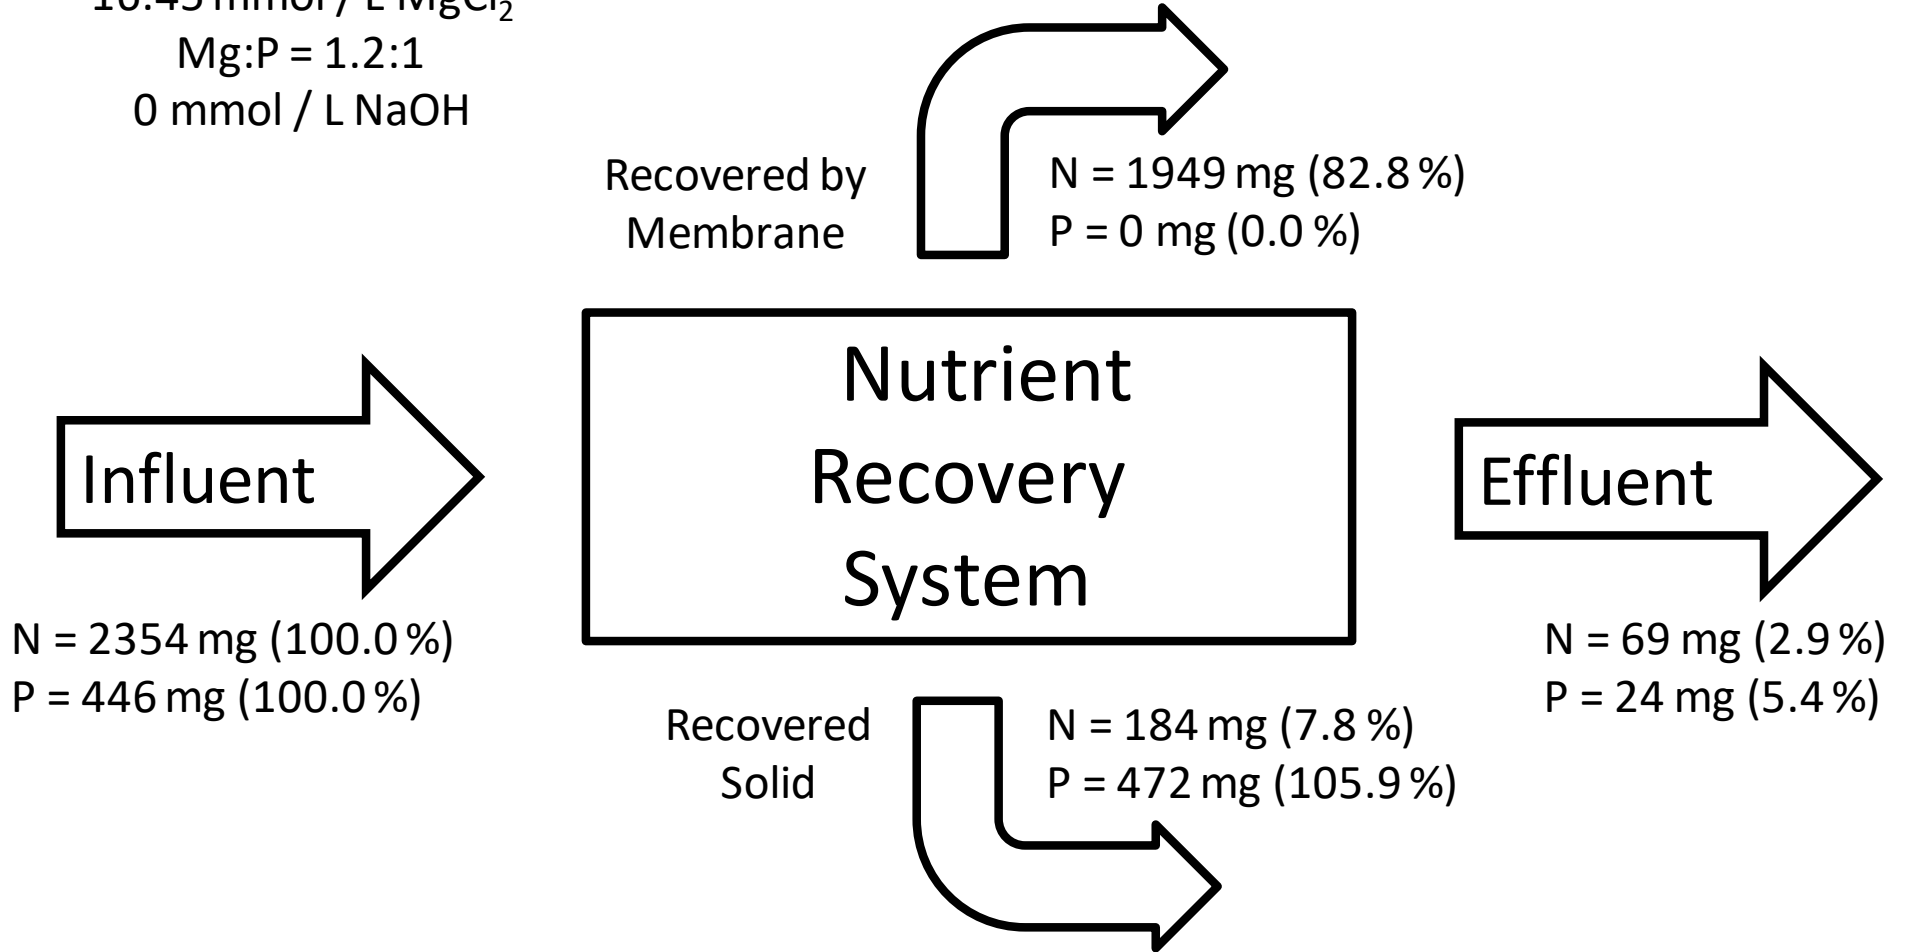 mmol / L MgCl₂
Mg:P = 1.2:1
0 mmol / L NaOH
Recovered by
Membrane
N = 1949 mg (82.8 %)
P = 0 mg (0.0 %)
Nutrient
Recovery
System
Influent
N = 2354 mg (100.0 %)
P = 446 mg (100.0 %)
Effluent
N = 69 mg (2.9 %)
P = 24 mg (5.4 %)
Recovered
Solid
N = 184 mg (7.8 %)
P = 472 mg (105.9 %)